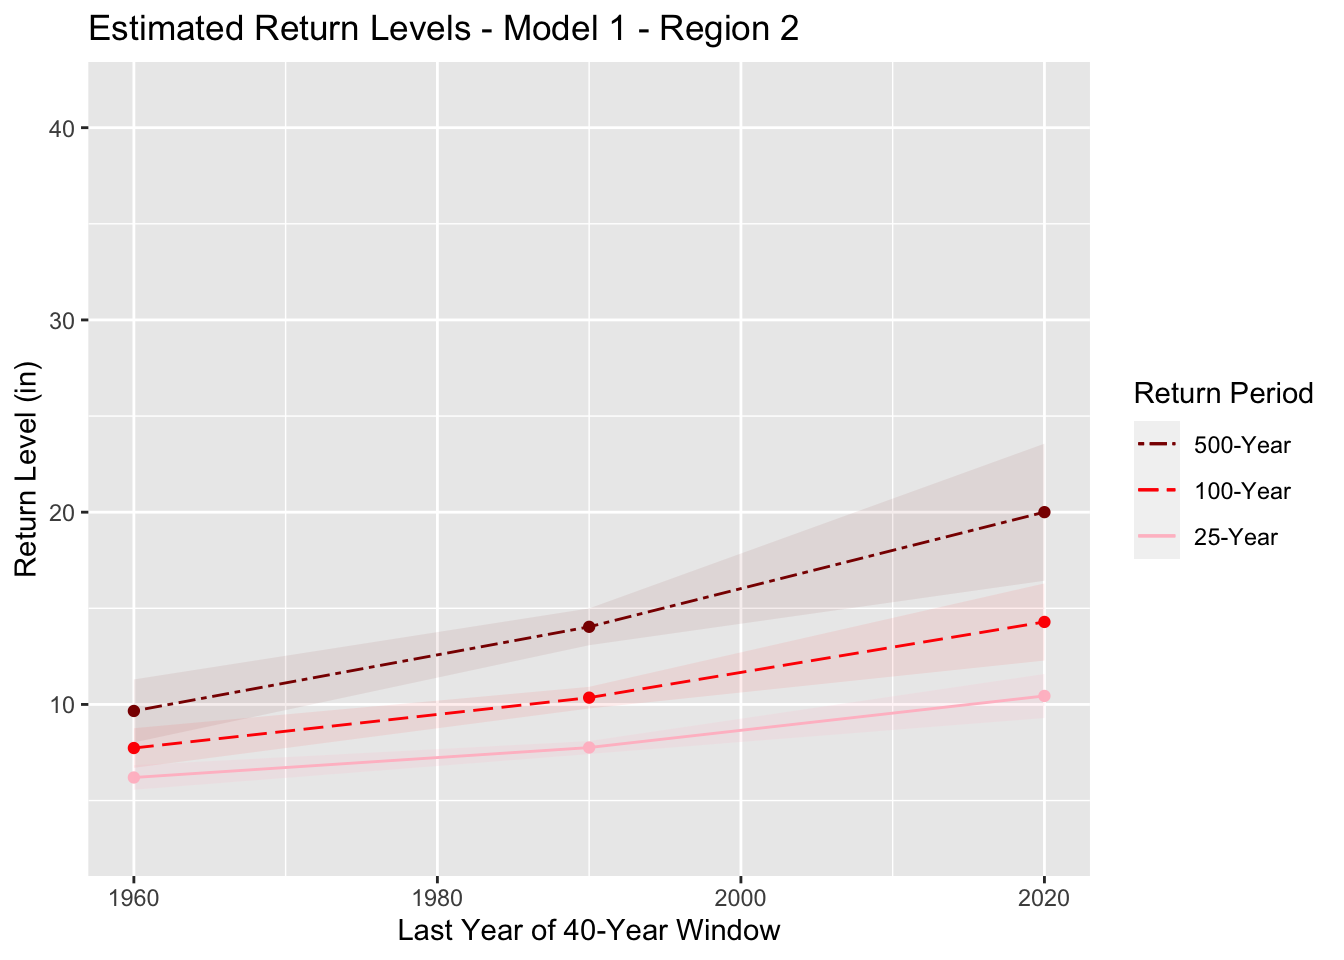 Estimated Return Levels - Model 1 - Region 2
40
30
20
10
Return Level (in)
1960
1980
2000
2020
Last Year of 40-Year Window
Return Period
500-Year
100-Year
25-Year